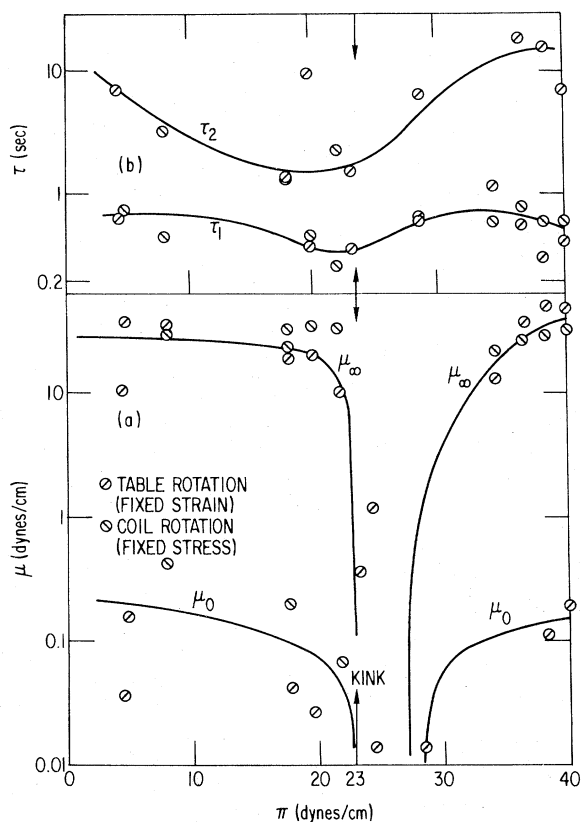 10
τ (sec)
τ₂
(b)
1
τ₁
0.2
μ∞
μ∞
10
(a)
⊘ TABLE ROTATION
(FIXED STRAIN)
⦸ COIL ROTATION
(FIXED STRESS)
1
μ (dynes/cm)
μ₀
μ₀
0.1
KINK
0.01
0 10 20 23 30 40
π (dynes/cm)